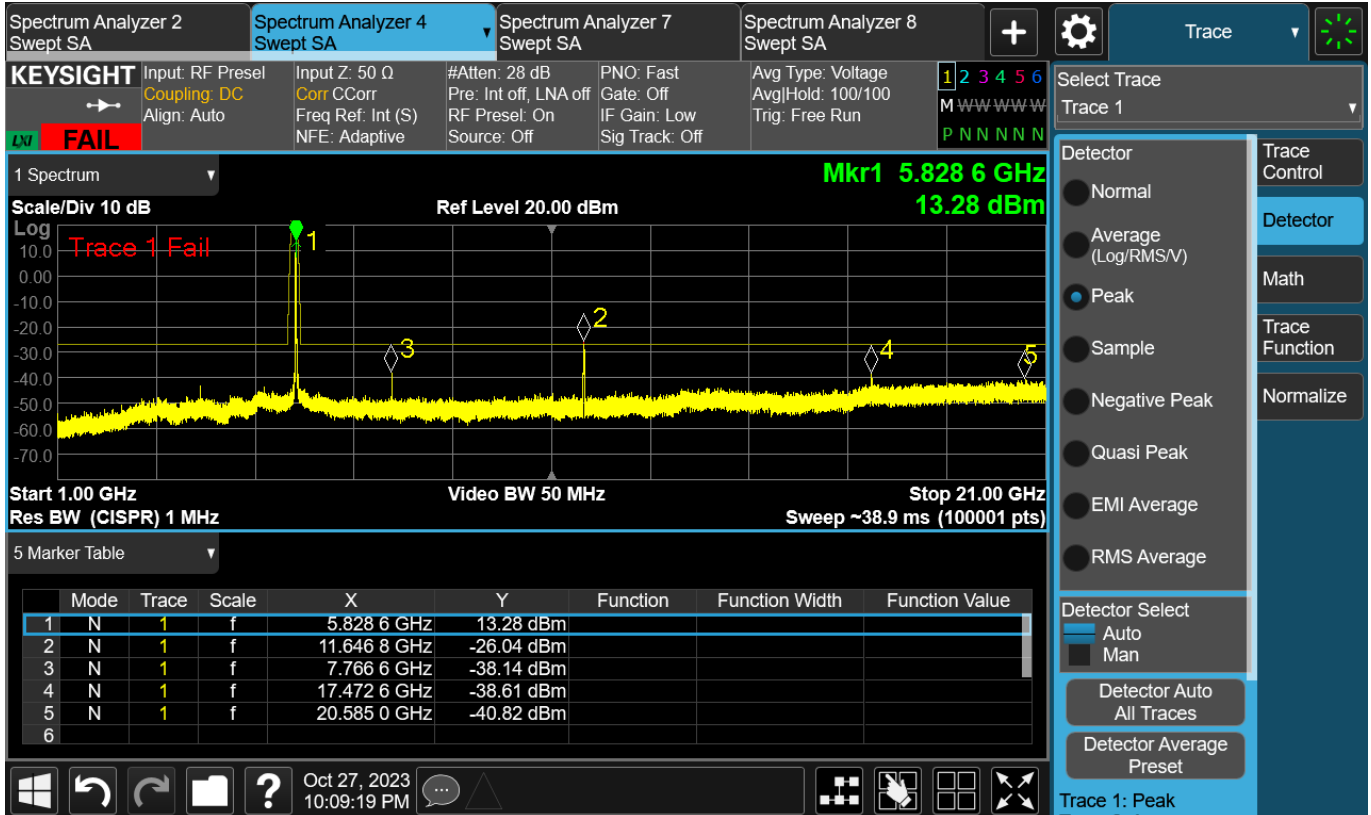 Spectrum Analyzer 2
Swept SA
Spectrum Analyzer 4
Swept SA
Spectrum Analyzer 7
Swept SA
Spectrum Analyzer 8
Swept SA
Trace
KEYSIGHT
LXI
FAIL
Input: RF Presel
Coupling: DC
Align: Auto
Input Z: 50 Ω
Corr CCorr
Freq Ref: Int (S)
NFE: Adaptive
#Atten: 28 dB
Pre: Int off, LNA off
RF Presel: On
Source: Off
PNO: Fast
Gate: Off
IF Gain: Low
Sig Track: Off
Avg Type: Voltage
Avg|Hold: 100/100
Trig: Free Run
1 2 3 4 5 6
M W W W W W
P N N N N N
1 Spectrum
Mkr1 5.828 6 GHz
13.28 dBm
Scale/Div 10 dB
Ref Level 20.00 dBm
Log
Trace 1 Fail
10.0
0.00
-10.0
-20.0
-30.0
-40.0
-50.0
-60.0
-70.0
1
2
3
4
5
Start 1.00 GHz
Video BW 50 MHz
Stop 21.00 GHz
Res BW (CISPR) 1 MHz
Sweep ~38.9 ms (100001 pts)
5 Marker Table
Mode Trace Scale X Y Function Function Width Function Value
1 N 1 f 5.828 6 GHz 13.28 dBm
2 N 1 f 11.646 8 GHz -26.04 dBm
3 N 1 f 7.766 6 GHz -38.14 dBm
4 N 1 f 17.472 6 GHz -38.61 dBm
5 N 1 f 20.585 0 GHz -40.82 dBm
6
Oct 27, 2023
10:09:19 PM
Select Trace
Trace 1
Detector
Normal
Average
(Log/RMS/V)
Peak
Sample
Negative Peak
Quasi Peak
EMI Average
RMS Average
Detector Select
Auto
Man
Detector Auto
All Traces
Detector Average
Preset
Trace 1: Peak
Trace
Control
Detector
Math
Trace
Function
Normalize